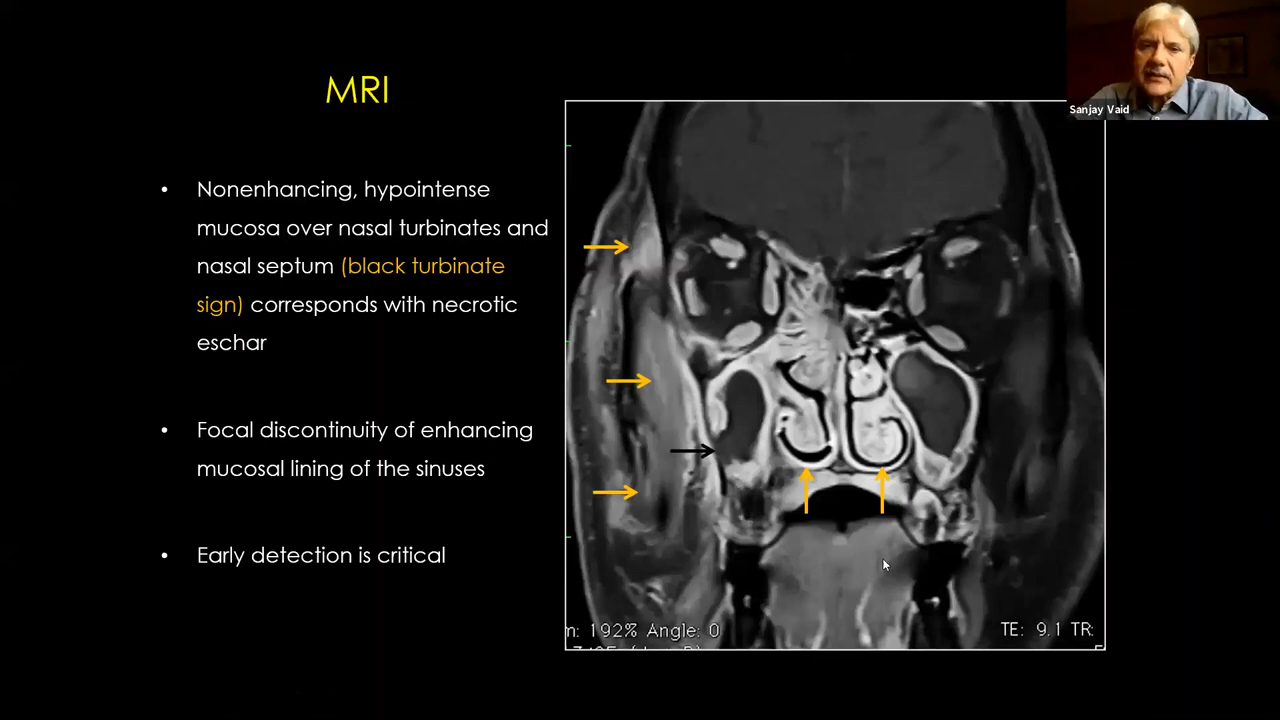 Sanjay Vaid
MRI
• Nonenhancing, hypointense
mucosa over nasal turbinates and
nasal septum (black turbinate
sign) corresponds with necrotic
eschar
• Focal discontinuity of enhancing
mucosal lining of the sinuses
• Early detection is critical
m: 192% Angle: 0
TE: 9.1 TR: